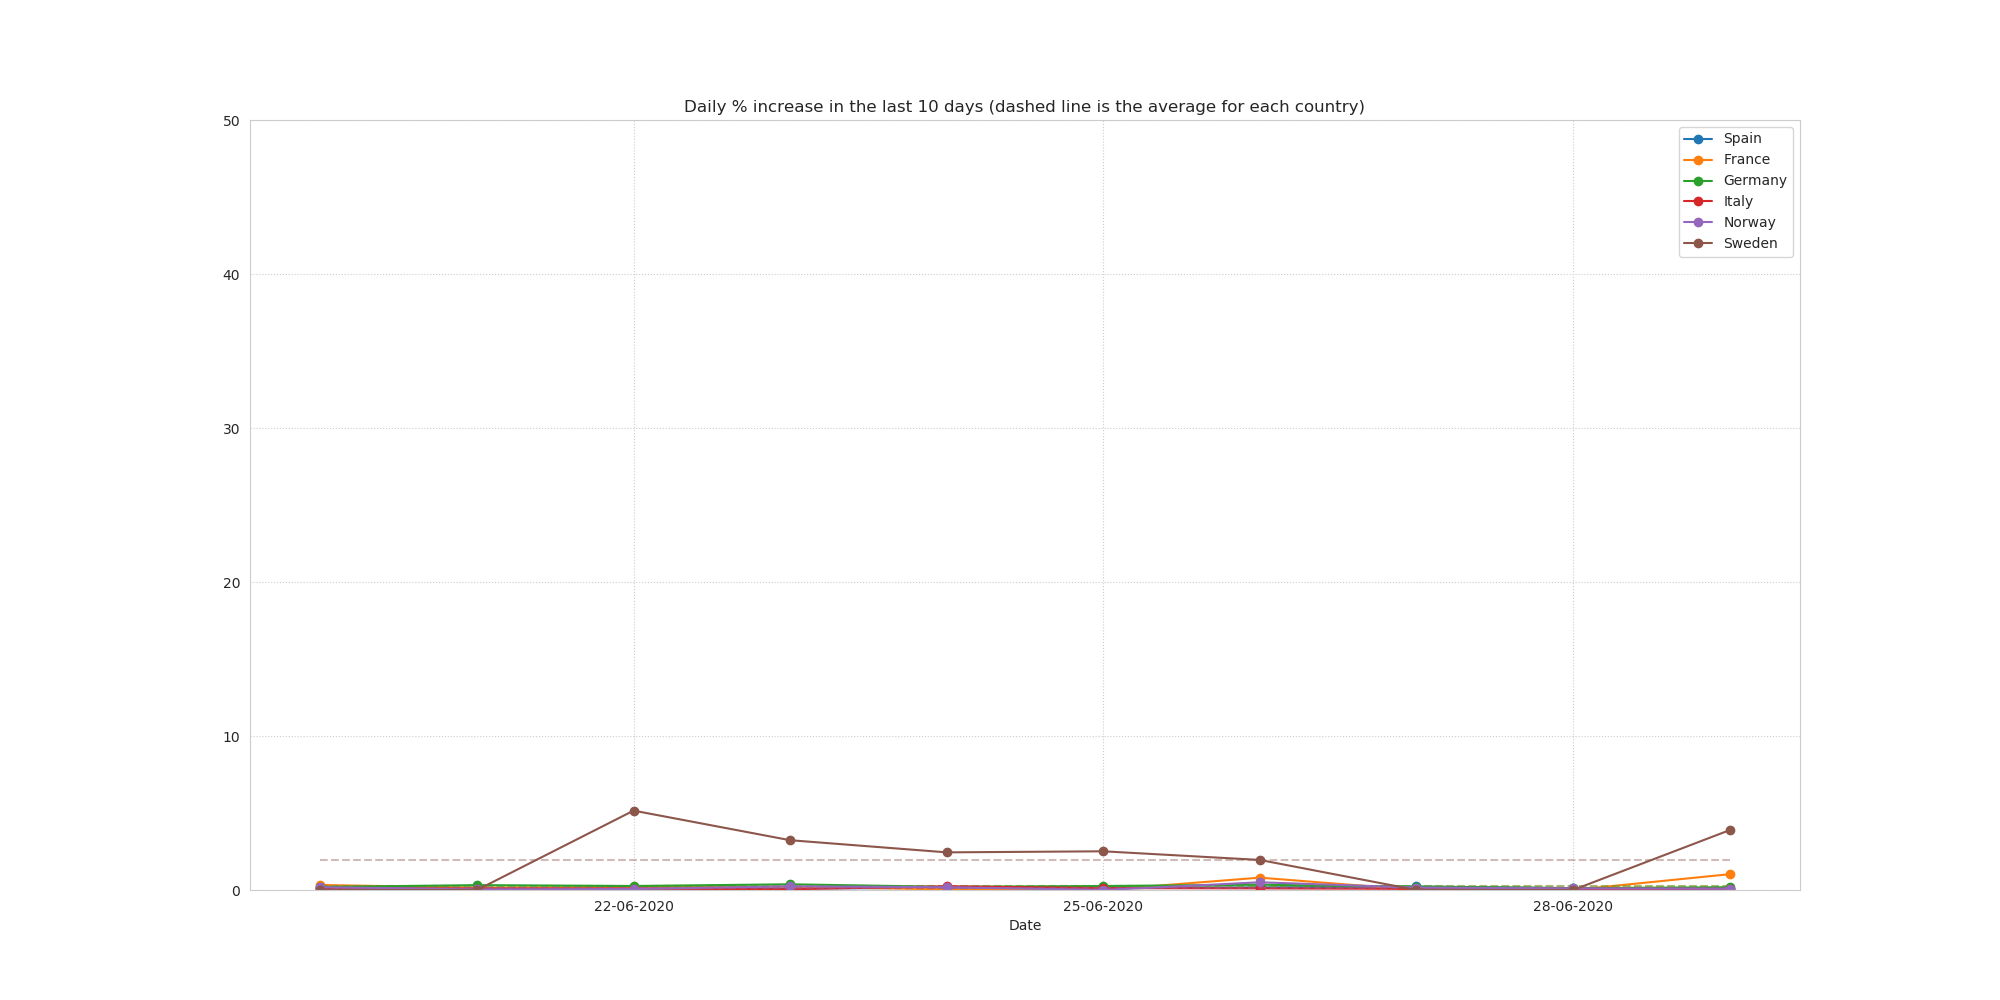 Daily % increase in the last 10 days (dashed line is the average for each country)
50
40
30
20
10
0
Spain
France
Germany
Italy
Norway
Sweden
22-06-2020
25-06-2020
28-06-2020
Date